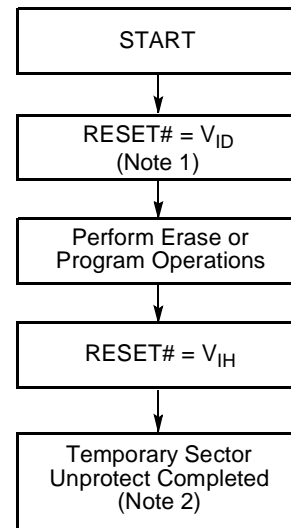 START
RESET# = VID
(Note 1)
Perform Erase or
Program Operations
RESET# = VIH
Temporary Sector
Unprotect Completed
(Note 2)